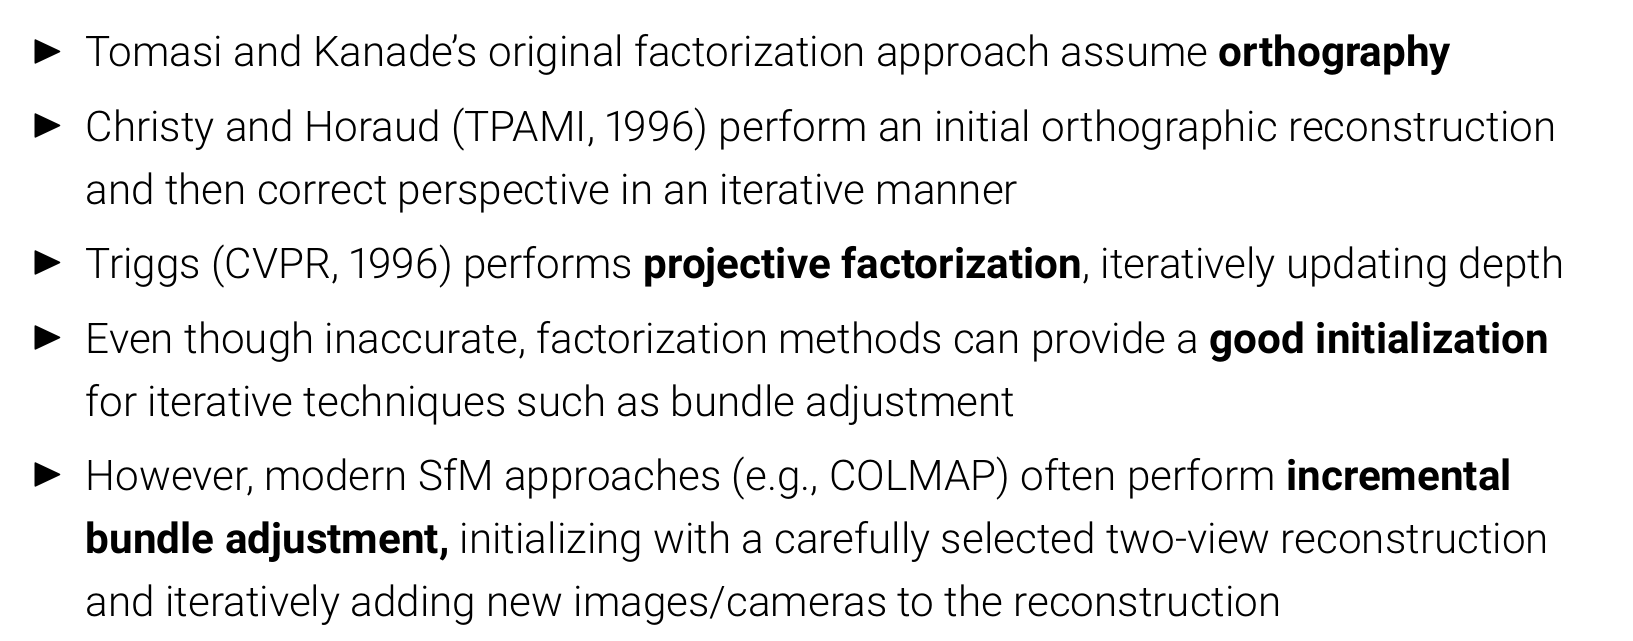 ► Tomasi and Kanade's original factorization approach assume orthography
► Christy and Horaud (TPAMI, 1996) perform an initial orthographic reconstruction
and then correct perspective in an iterative manner
► Triggs (CVPR, 1996) performs projective factorization, iteratively updating depth
► Even though inaccurate, factorization methods can provide a good initialization
for iterative techniques such as bundle adjustment
► However, modern SfM approaches (e.g., COLMAP) often perform incremental
bundle adjustment, initializing with a carefully selected two-view reconstruction
and iteratively adding new images/cameras to the reconstruction